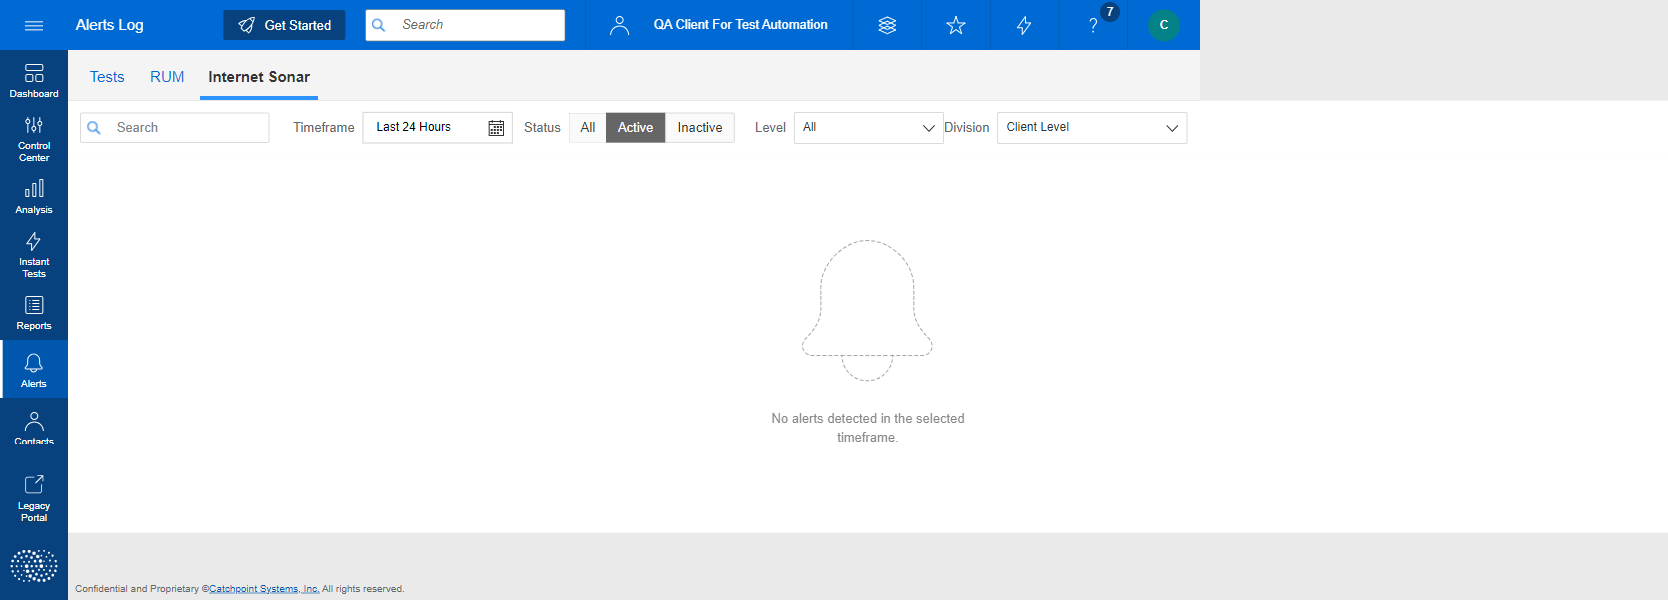 Alerts Log
Get Started
Search
QA Client For Test Automation
?
7
C
Dashboard
Control
Center
Analysis
Instant
Tests
Reports
Alerts
Contacts
Legacy
Portal
Tests
RUM
Internet Sonar
Search
Timeframe
Last 24 Hours
Status
All
Active
Inactive
Level
All
Division
Client Level
No alerts detected in the selected
timeframe.
Confidential and Proprietary ©Catchpoint Systems, Inc. All rights reserved.